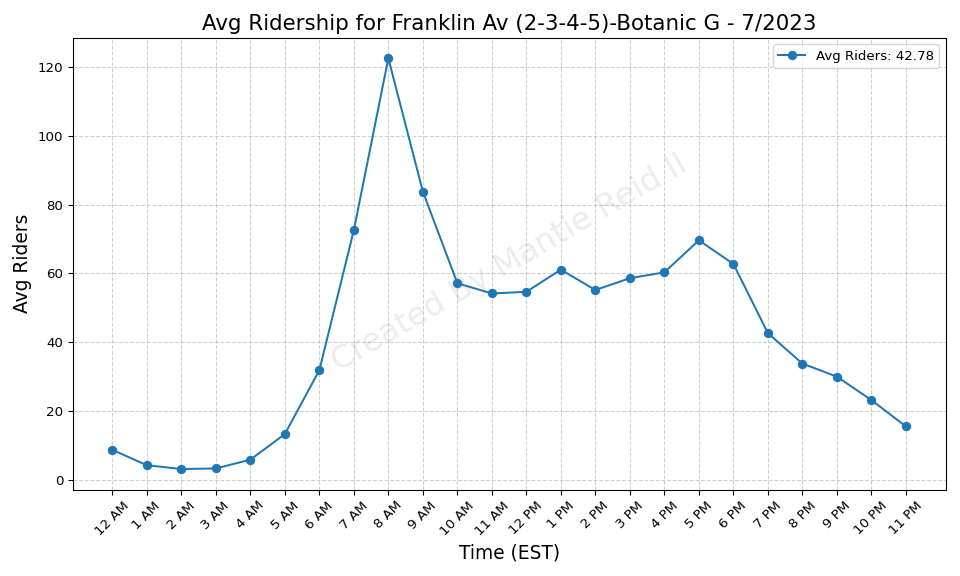 Avg Ridership for Franklin Av (2-3-4-5)-Botanic G - 7/2023
Avg Riders: 42.78
120
100
80
60
40
20
0
Avg Riders
Created By Mantle Reid II
12 AM
1 AM
2 AM
3 AM
4 AM
5 AM
6 AM
7 AM
8 AM
9 AM
10 AM
11 AM
12 PM
1 PM
2 PM
3 PM
4 PM
5 PM
6 PM
7 PM
8 PM
9 PM
10 PM
11 PM
Time (EST)